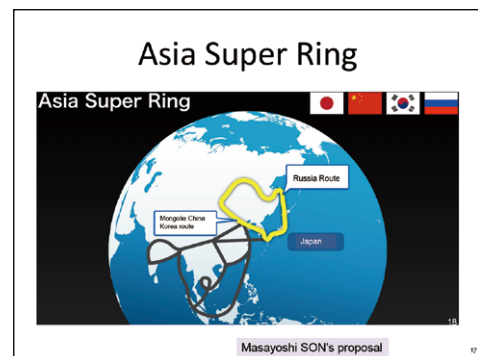 Asia Super Ring
Asia Super Ring
Russia Route
Mongolia China
Korea route
Japan
18
Masayoshi SON's proposal
17